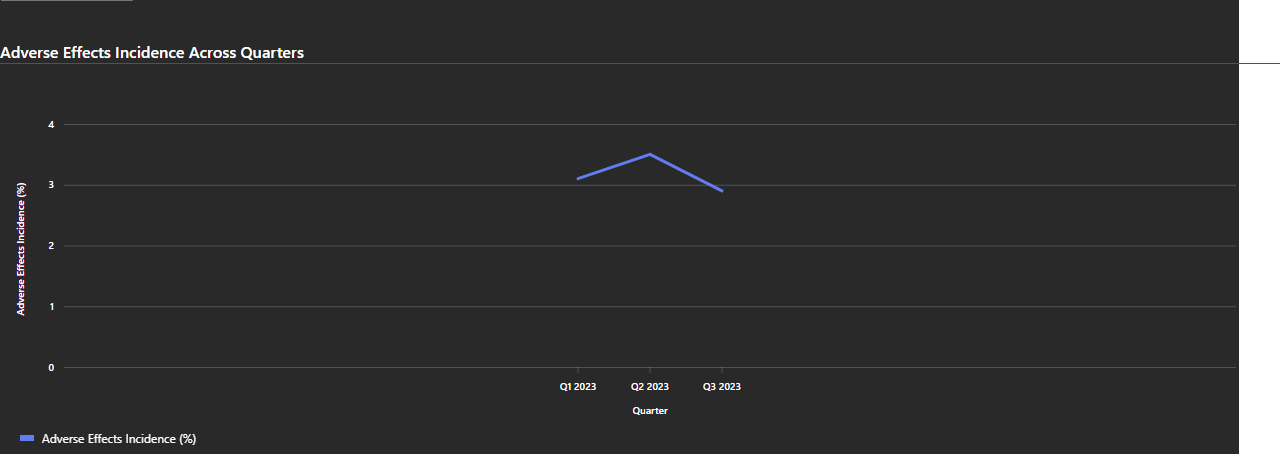 Adverse Effects Incidence Across Quarters
4
3
2
1
0
Adverse Effects Incidence (%)
Q1 2023 Q2 2023 Q3 2023
Quarter
Adverse Effects Incidence (%)